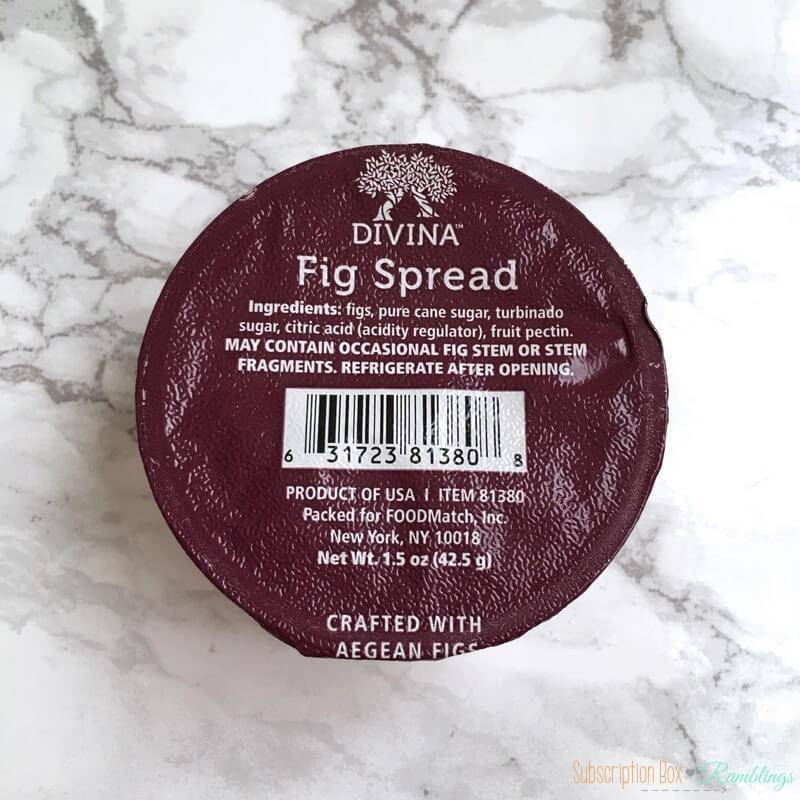 DIVINA™
Fig Spread
Ingredients: figs, pure cane sugar, turbinado
sugar, citric acid (acidity regulator), fruit pectin.
MAY CONTAIN OCCASIONAL FIG STEM OR STEM
FRAGMENTS. REFRIGERATE AFTER OPENING.
6 31723 81380 8
PRODUCT OF USA | ITEM 81380
Packed for FOODMatch, Inc.
New York, NY 10018
Net Wt. 1.5 oz (42.5 g)
CRAFTED WITH
AEGEAN FIGS
Subscription Box Ramblings